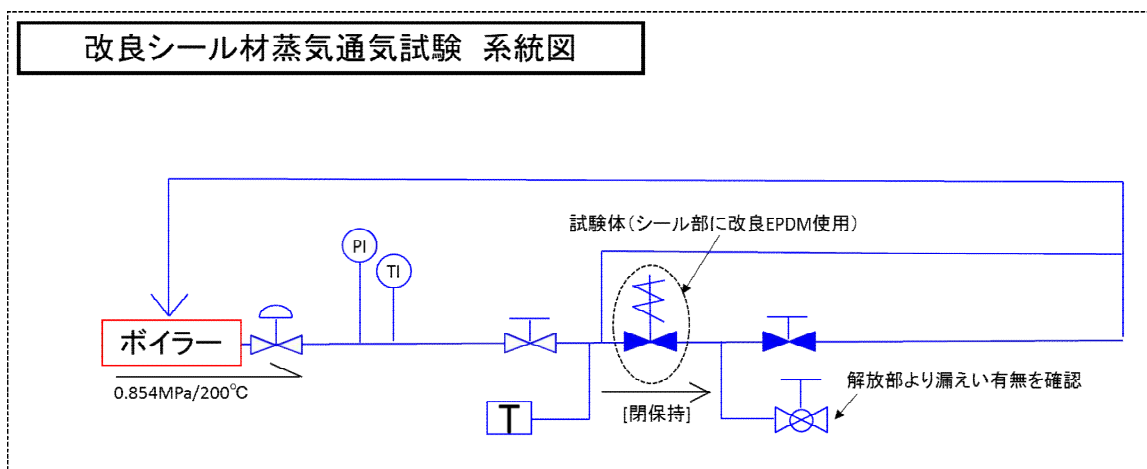 改良シール材蒸気通気試験 系統図
試験体(シール部に改良EPDM使用)
PI
TI
ボイラー
0.854MPa/200℃
解放部より漏えい有無を確認
[閉保持]
T